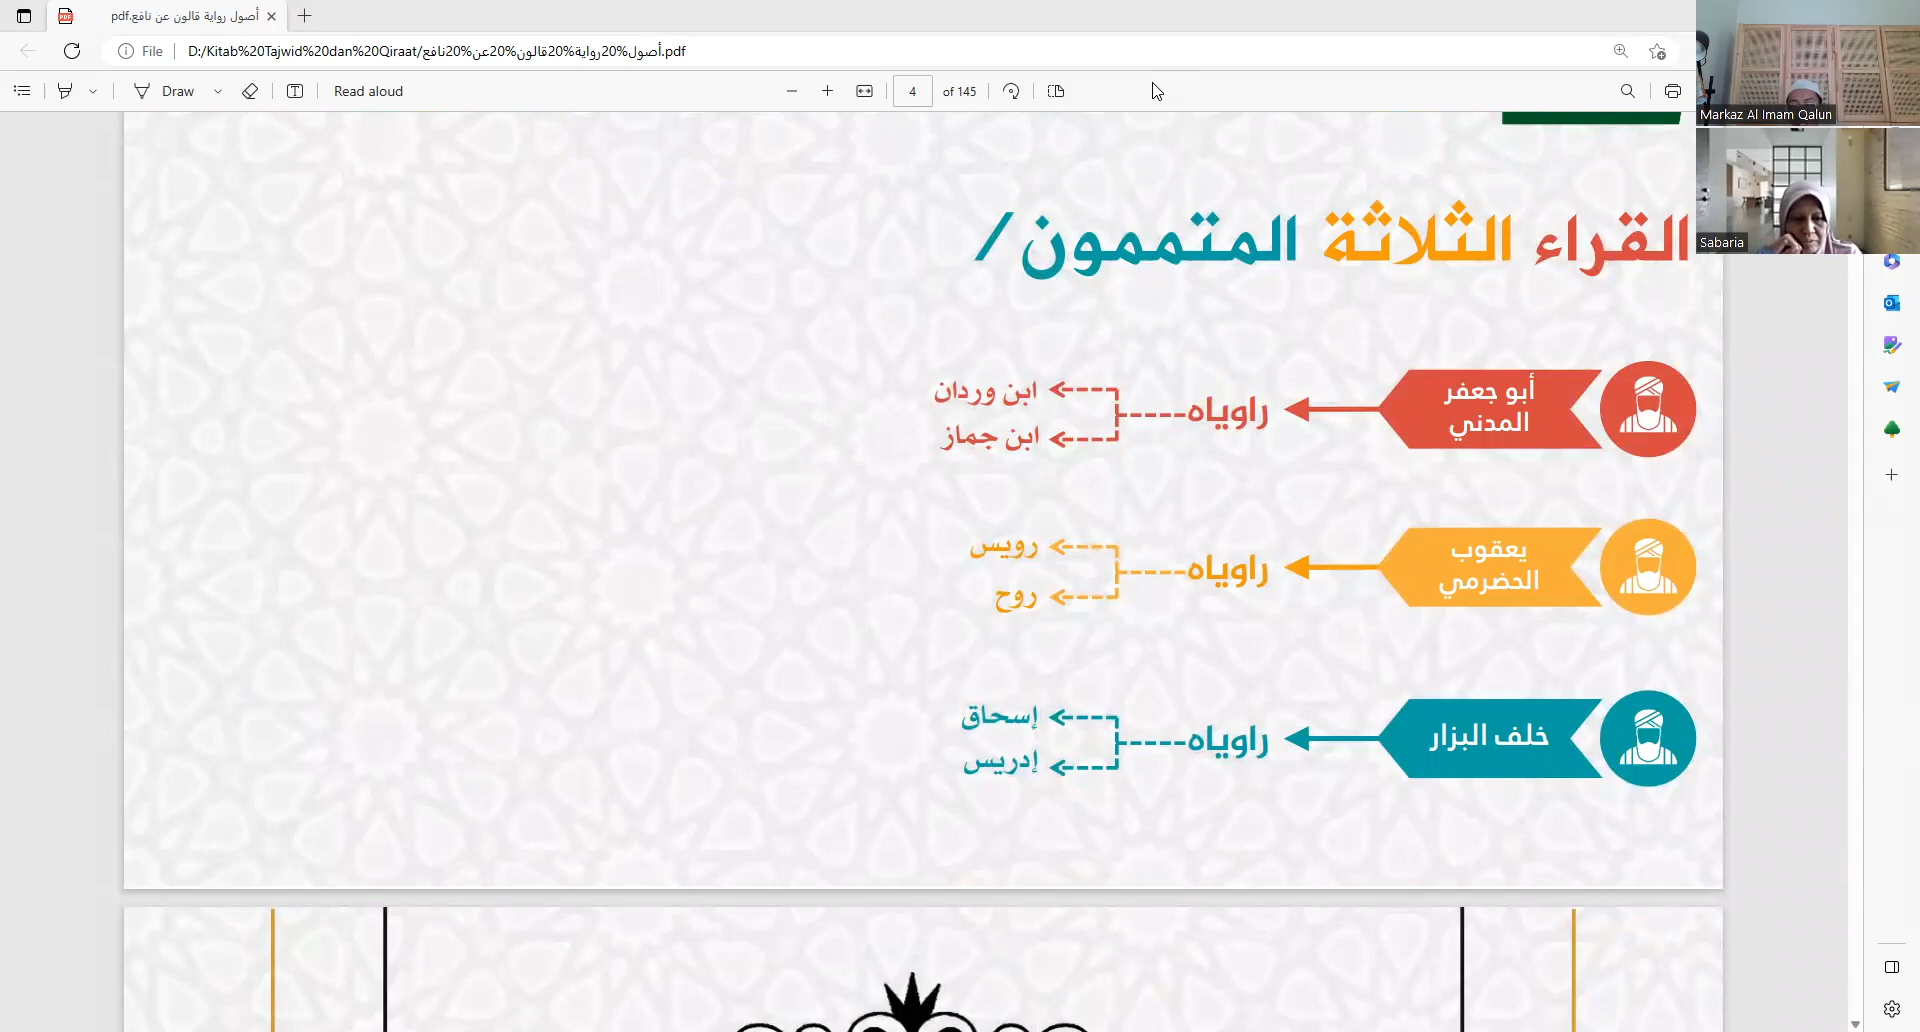 أصول رواية قالون عن نافع.pdf
File
D:/Kitab%20Tajwid%20dan%20Qiraat/أصول%20رواية%20قالون%20عن%20نافع.pdf
Draw
Read aloud
4 of 145
Markaz Al Imam Qalun
Sabaria
القراء الثلاثة المتممون/
أبو جعفر المدني
راوياه
ابن وردان
ابن جماز
يعقوب الحضرمي
راوياه
رويس
روح
خلف البزار
راوياه
إسحاق
إدريس